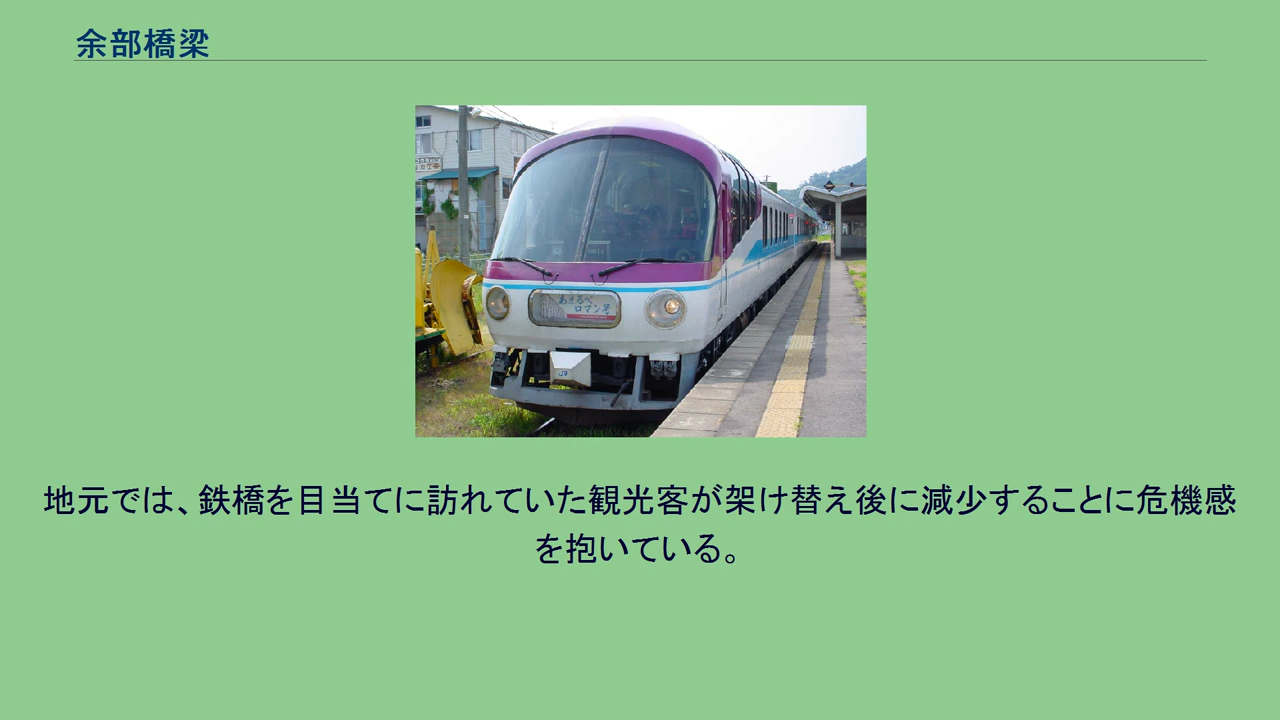 余部橋梁
あまるべ
ロマン号
地元では、鉄橋を目当てに訪れていた観光客が架け替え後に減少することに危機感
を抱いている。